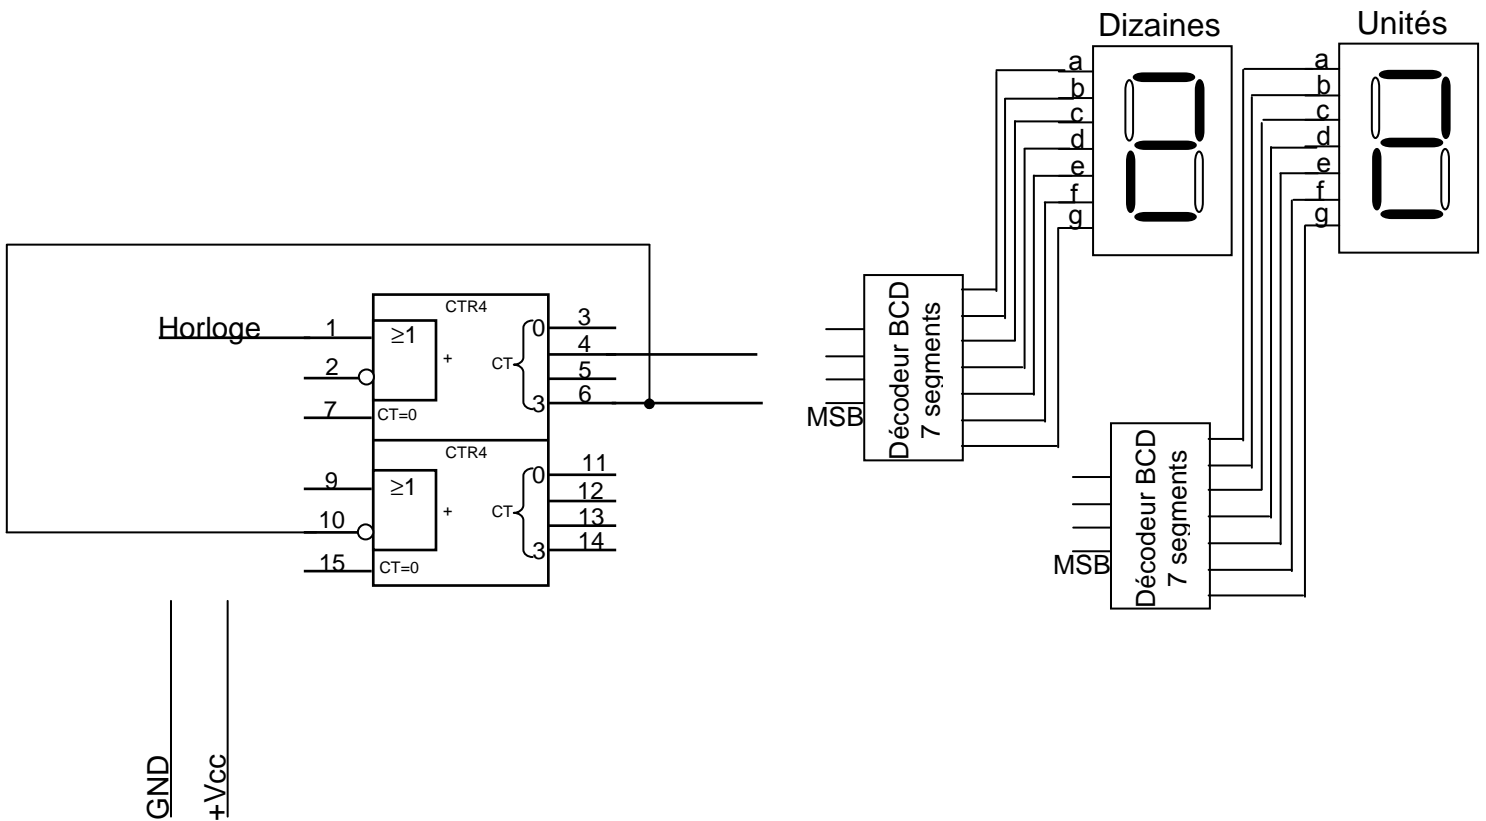 Dizaines
Unités
a
b
c
d
e
f
g
a
b
c
d
e
f
g
Décodeur BCD
7 segments
MSB
Décodeur BCD
7 segments
MSB
Horloge
1
2
7
≥1
+
CT=0
CTR4
CT
0
3
3
4
5
6
9
10
15
≥1
+
CT=0
CTR4
CT
0
3
11
12
13
14
GND
+Vcc